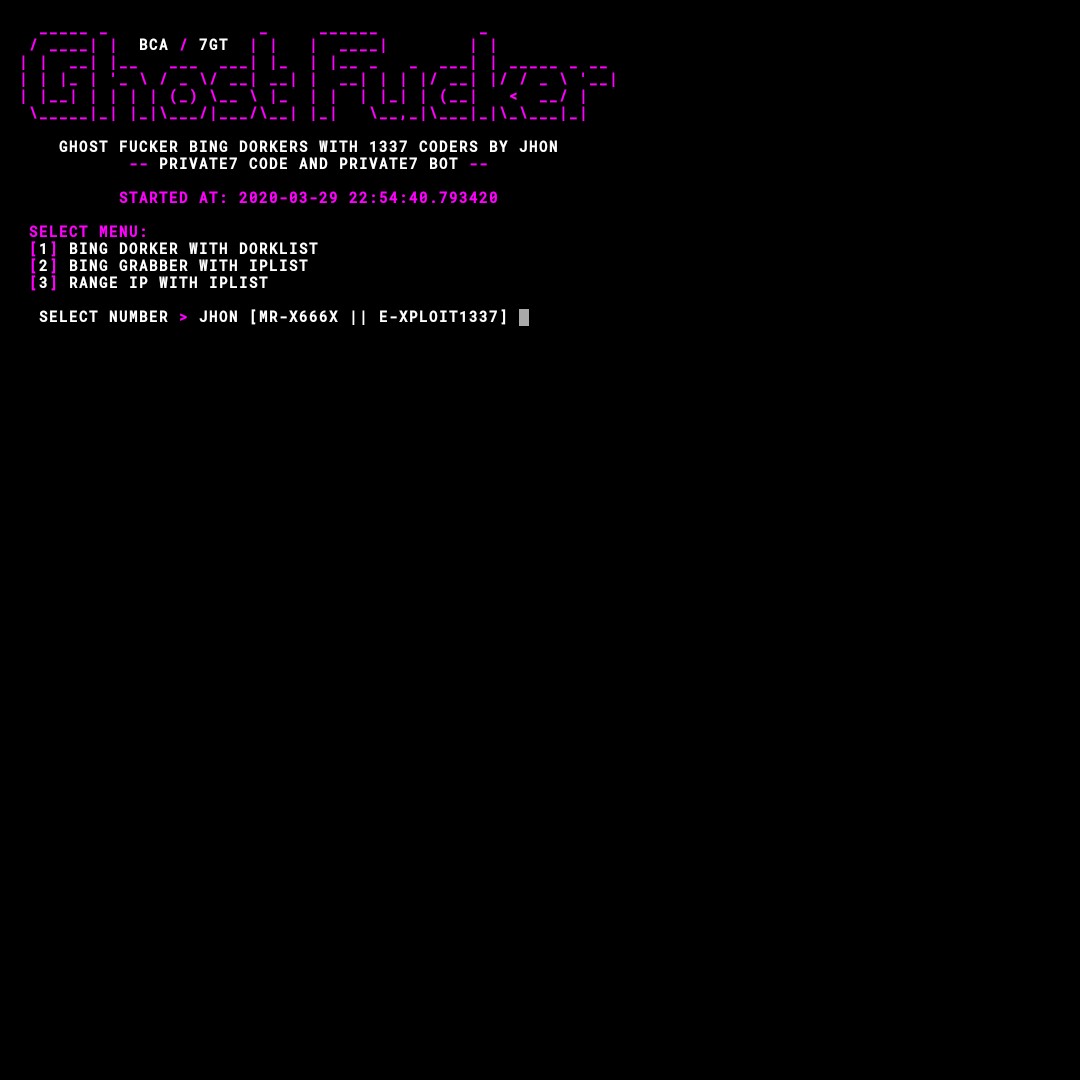 BCA / 7GT
Ghost Fucker
GHOST FUCKER BING DORKERS WITH 1337 CODERS BY JHON
-- PRIVATE7 CODE AND PRIVATE7 BOT --
STARTED AT: 2020-03-29 22:54:40.793420
SELECT MENU:
[1] BING DORKER WITH DORKLIST
[2] BING GRABBER WITH IPLIST
[3] RANGE IP WITH IPLIST
SELECT NUMBER > JHON [MR-X666X || E-XPLOIT1337]